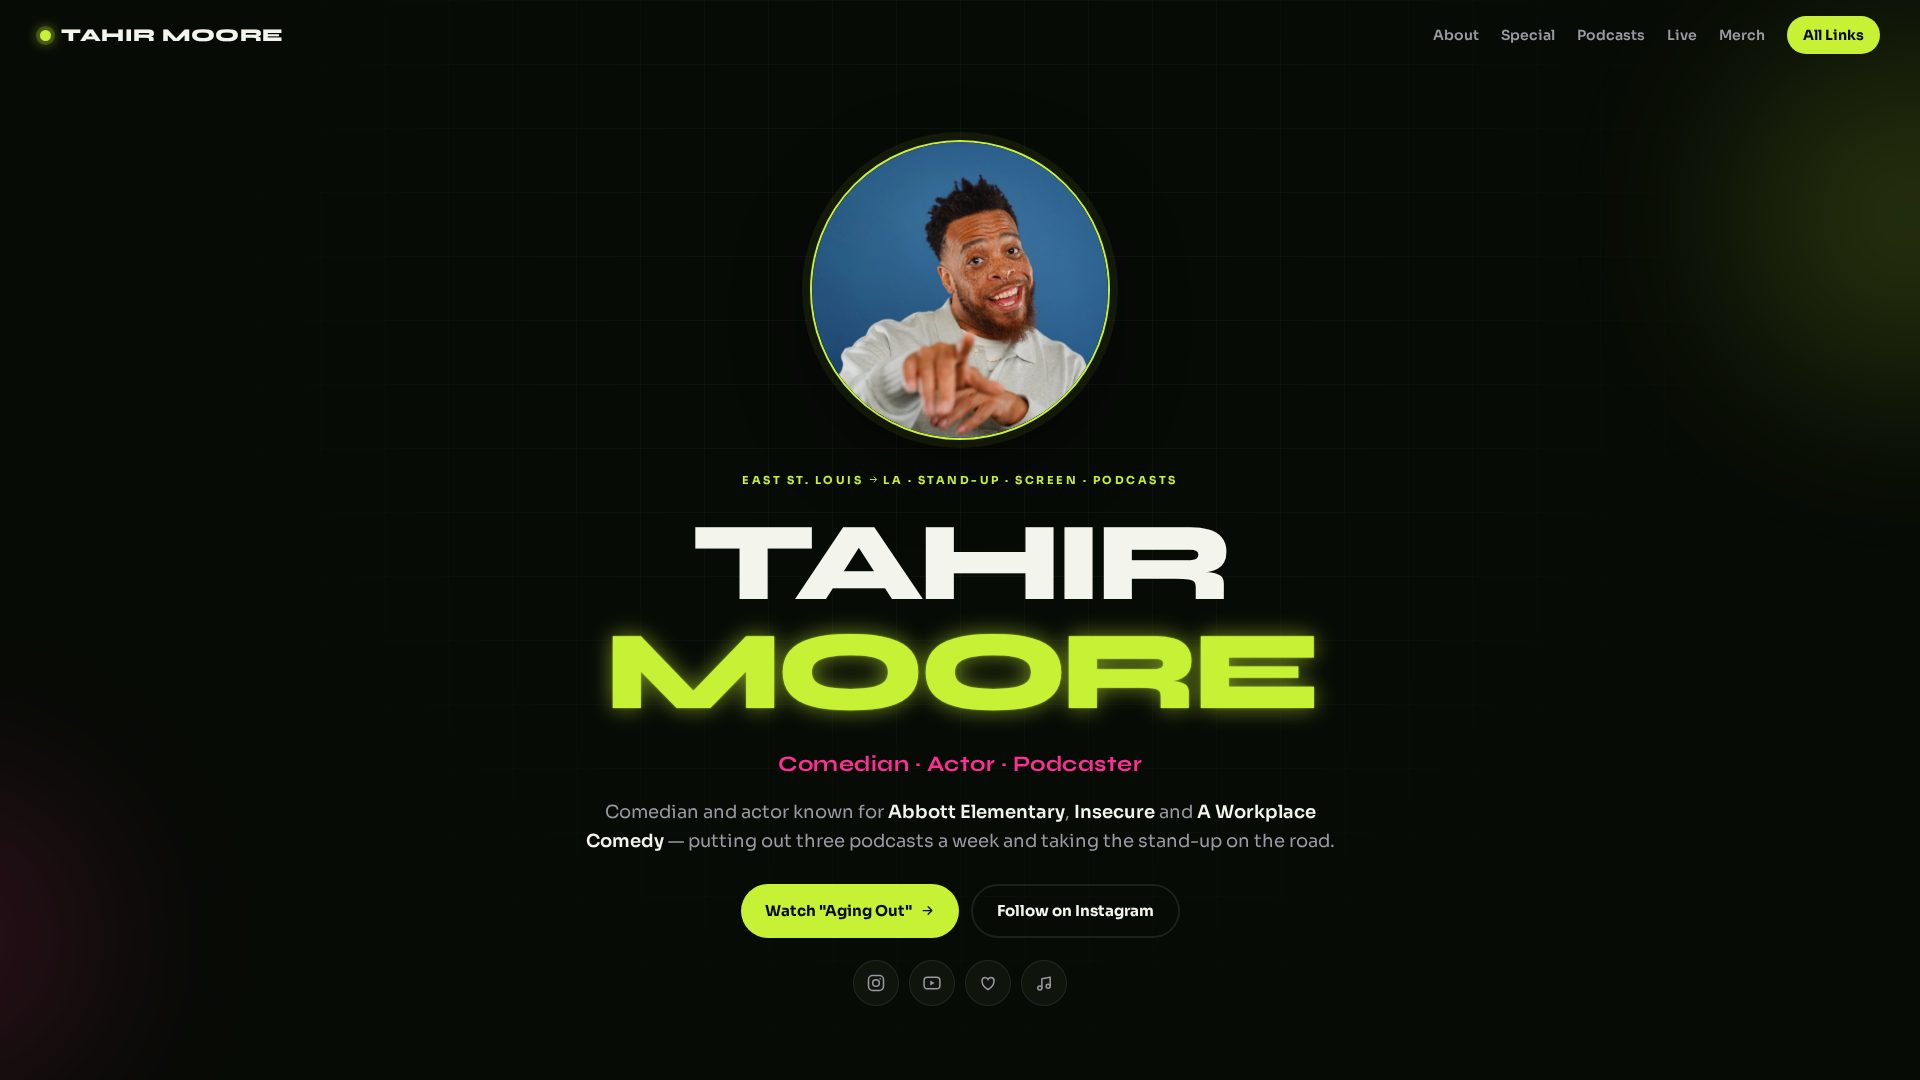 TAHIR MOORE
About
Special
Podcasts
Live
Merch
All Links
EAST ST. LOUIS → LA · STAND-UP · SCREEN · PODCASTS
TAHIR
MOORE
Comedian · Actor · Podcaster
Comedian and actor known for Abbott Elementary, Insecure and A Workplace
Comedy — putting out three podcasts a week and taking the stand-up on the road.
Watch "Aging Out" →
Follow on Instagram